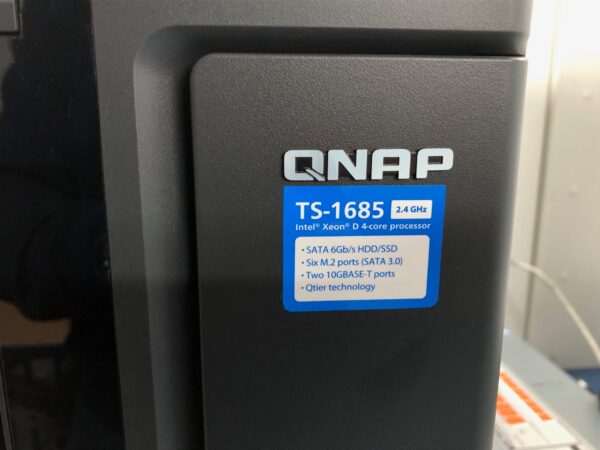 QNAP
TS-1685 2.4 GHz
Intel® Xeon® D 4-core processor
• SATA 6Gb/s HDD/SSD
• Six M.2 ports (SATA 3.0)
• Two 10GBASE-T ports
• Qtier technology